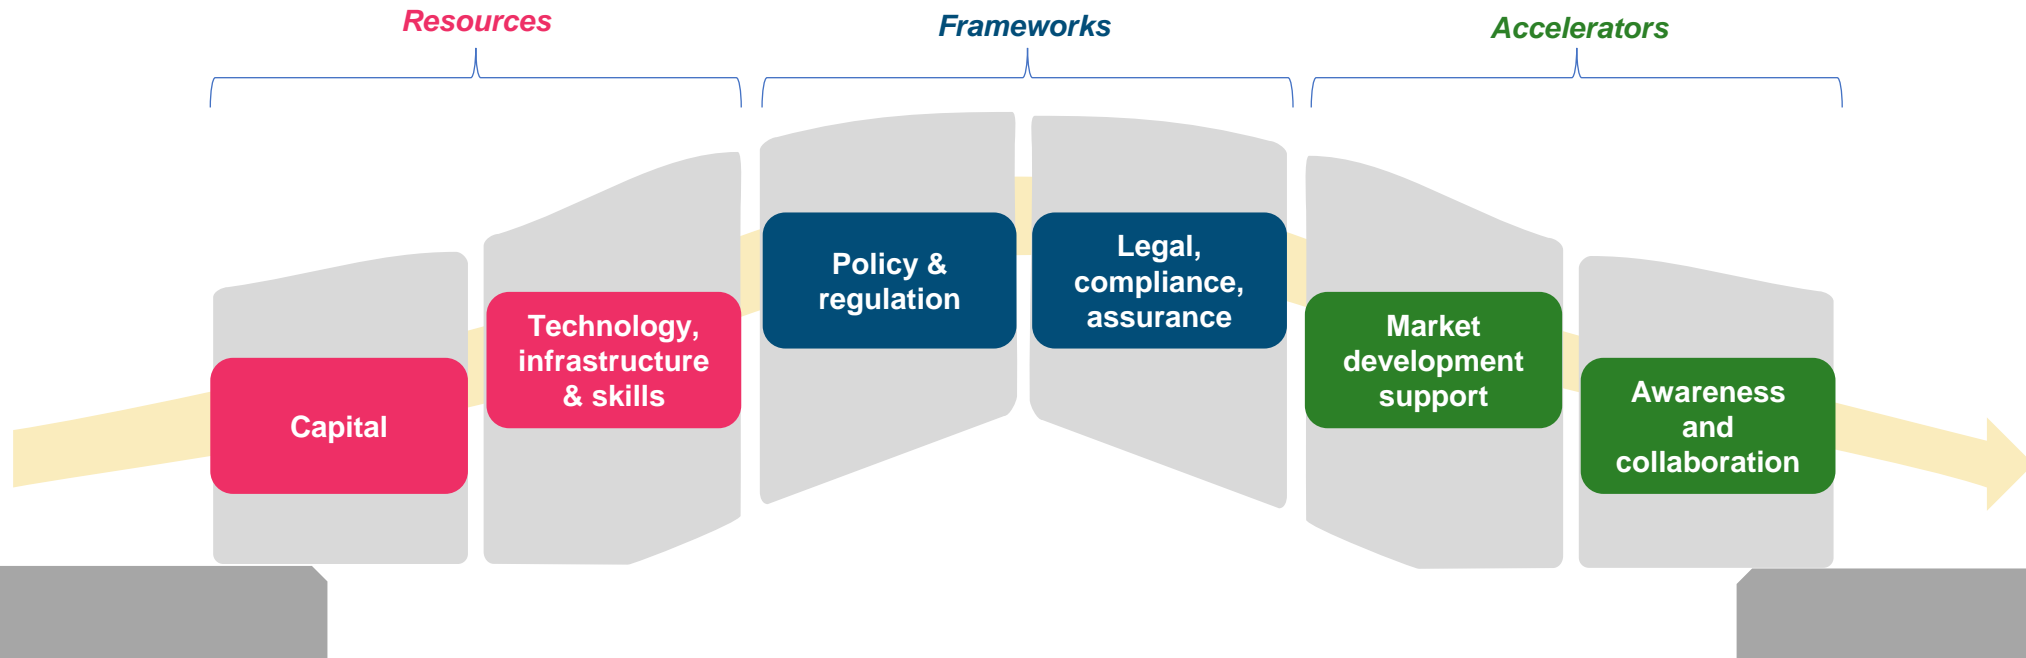 Resources
Frameworks
Accelerators
Capital
Technology,
infrastructure
& skills
Policy &
regulation
Legal,
compliance,
assurance
Market
development
support
Awareness
and
collaboration